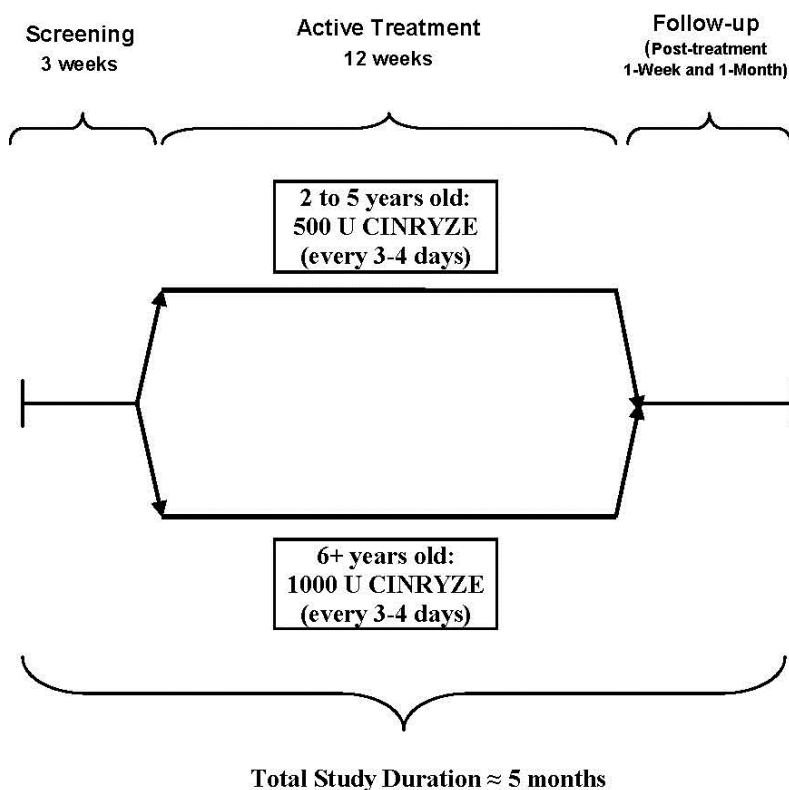 Screening
3 weeks
Active Treatment
12 weeks
Follow-up
(Post-treatment
1-Week and 1-Month)
2 to 5 years old:
500 U CINRYZE
(every 3-4 days)
6+ years old:
1000 U CINRYZE
(every 3-4 days)
Total Study Duration ≈ 5 months